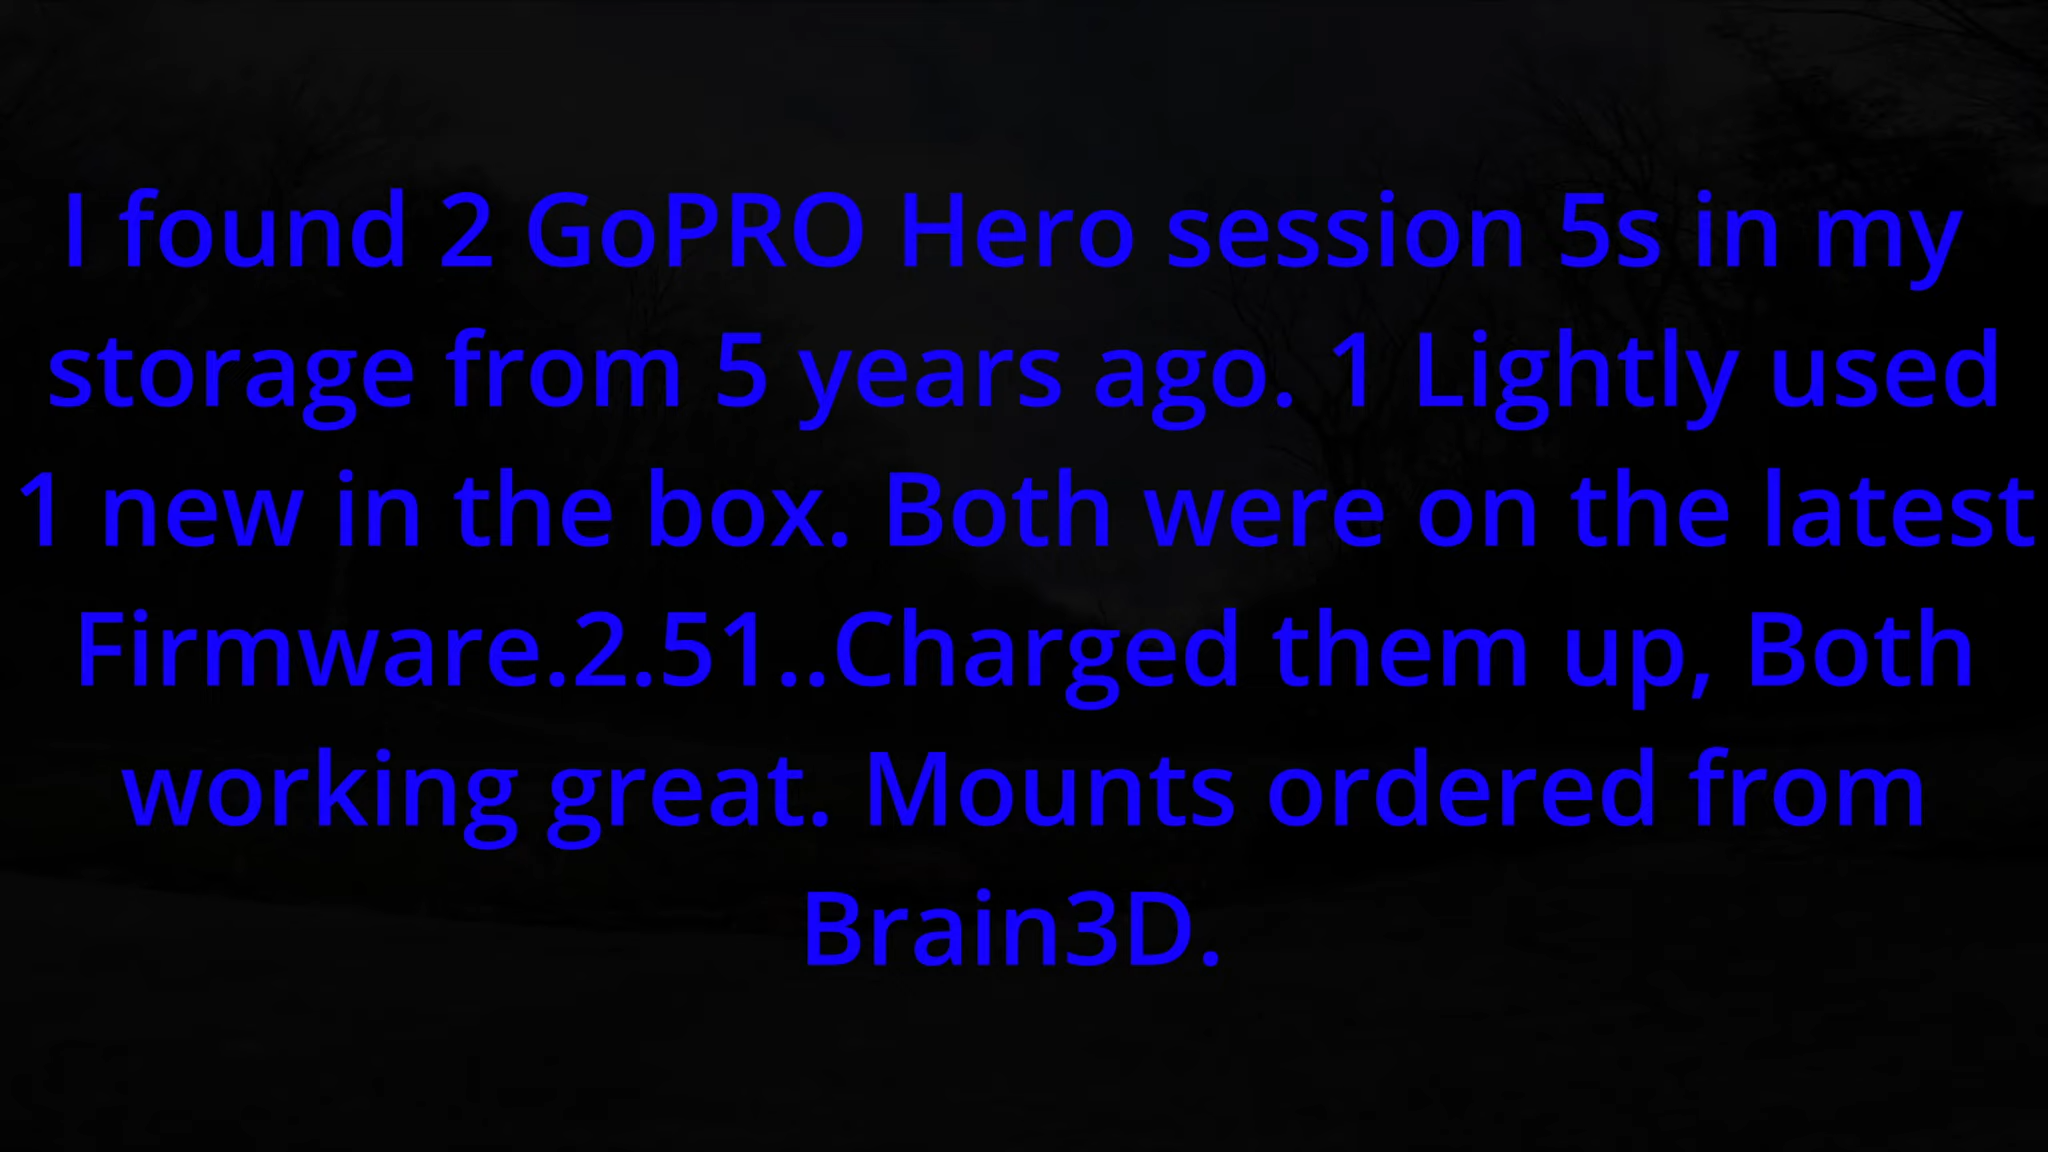 I found 2 GoPRO Hero session 5s in my
storage from 5 years ago. 1 Lightly used
1 new in the box. Both were on the latest
Firmware.2.51..Charged them up, Both
working great. Mounts ordered from
Brain3D.